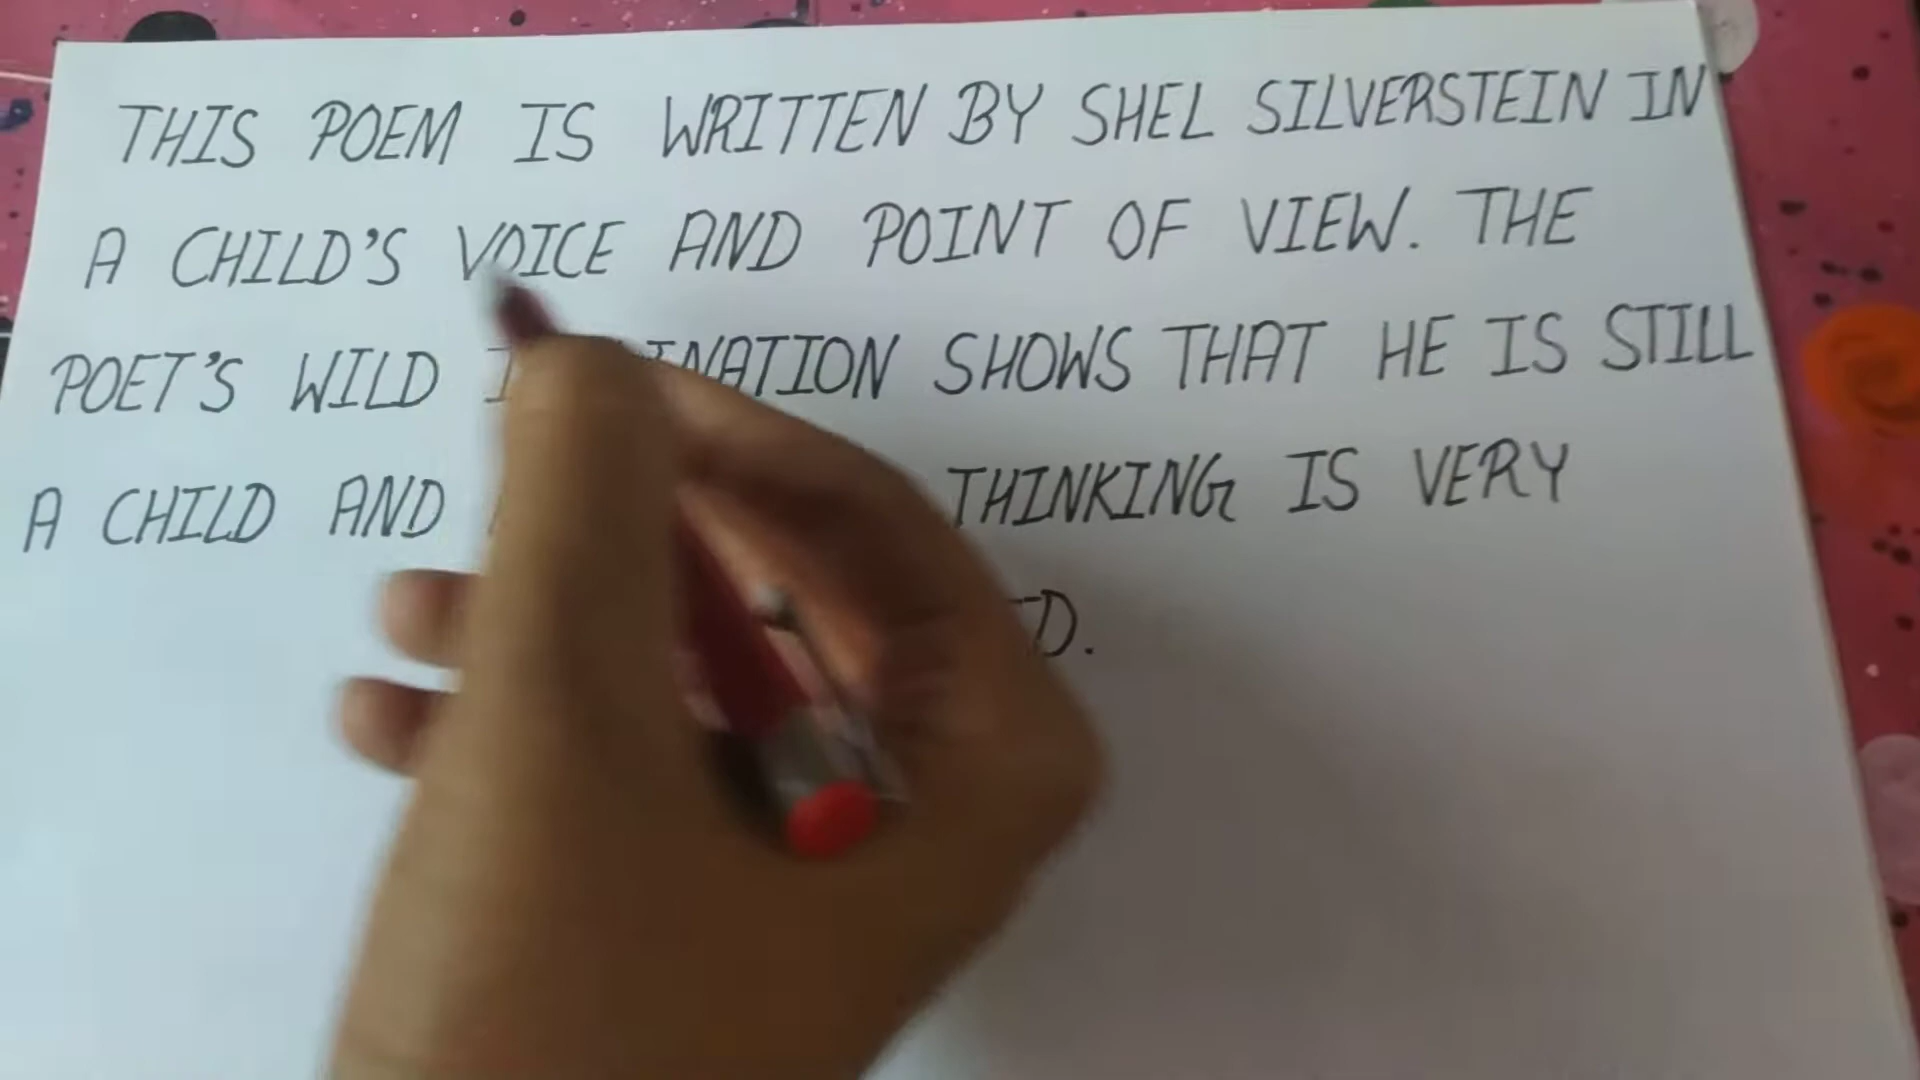 THIS POEM IS WRITTEN BY SHEL SILVERSTEIN IN
A CHILD'S VOICE AND POINT OF VIEW. THE
POET'S WILD SHOWS THAT HE IS STILL
A CHILD AND THINKING IS VERY